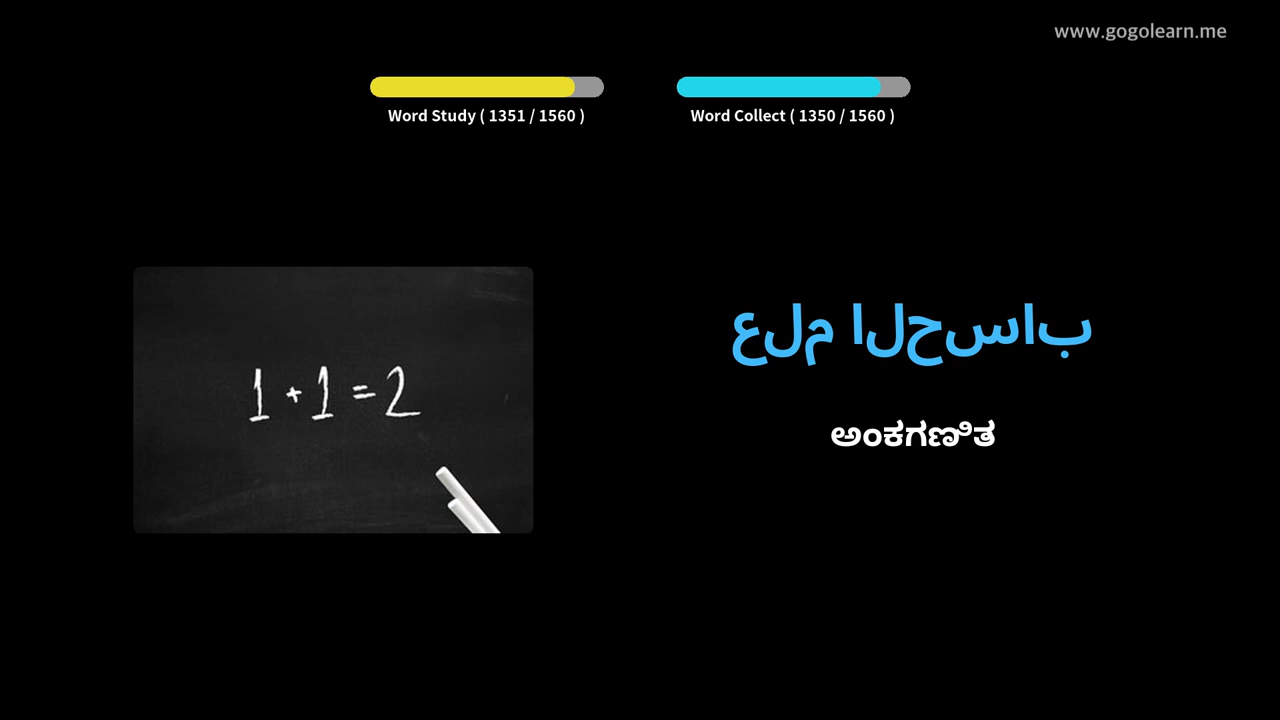 www.gogolearn.me
Word Study ( 1351 / 1560 )
Word Collect ( 1350 / 1560 )
علم الحساب
1 + 1 = 2
ಅಂಕಗಣಿತ